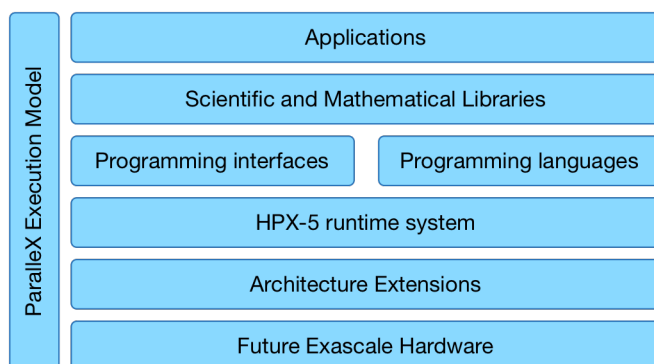 ParalleX Execution Model
Applications
Scientific and Mathematical Libraries
Programming interfaces
Programming languages
HPX-5 runtime system
Architecture Extensions
Future Exascale Hardware